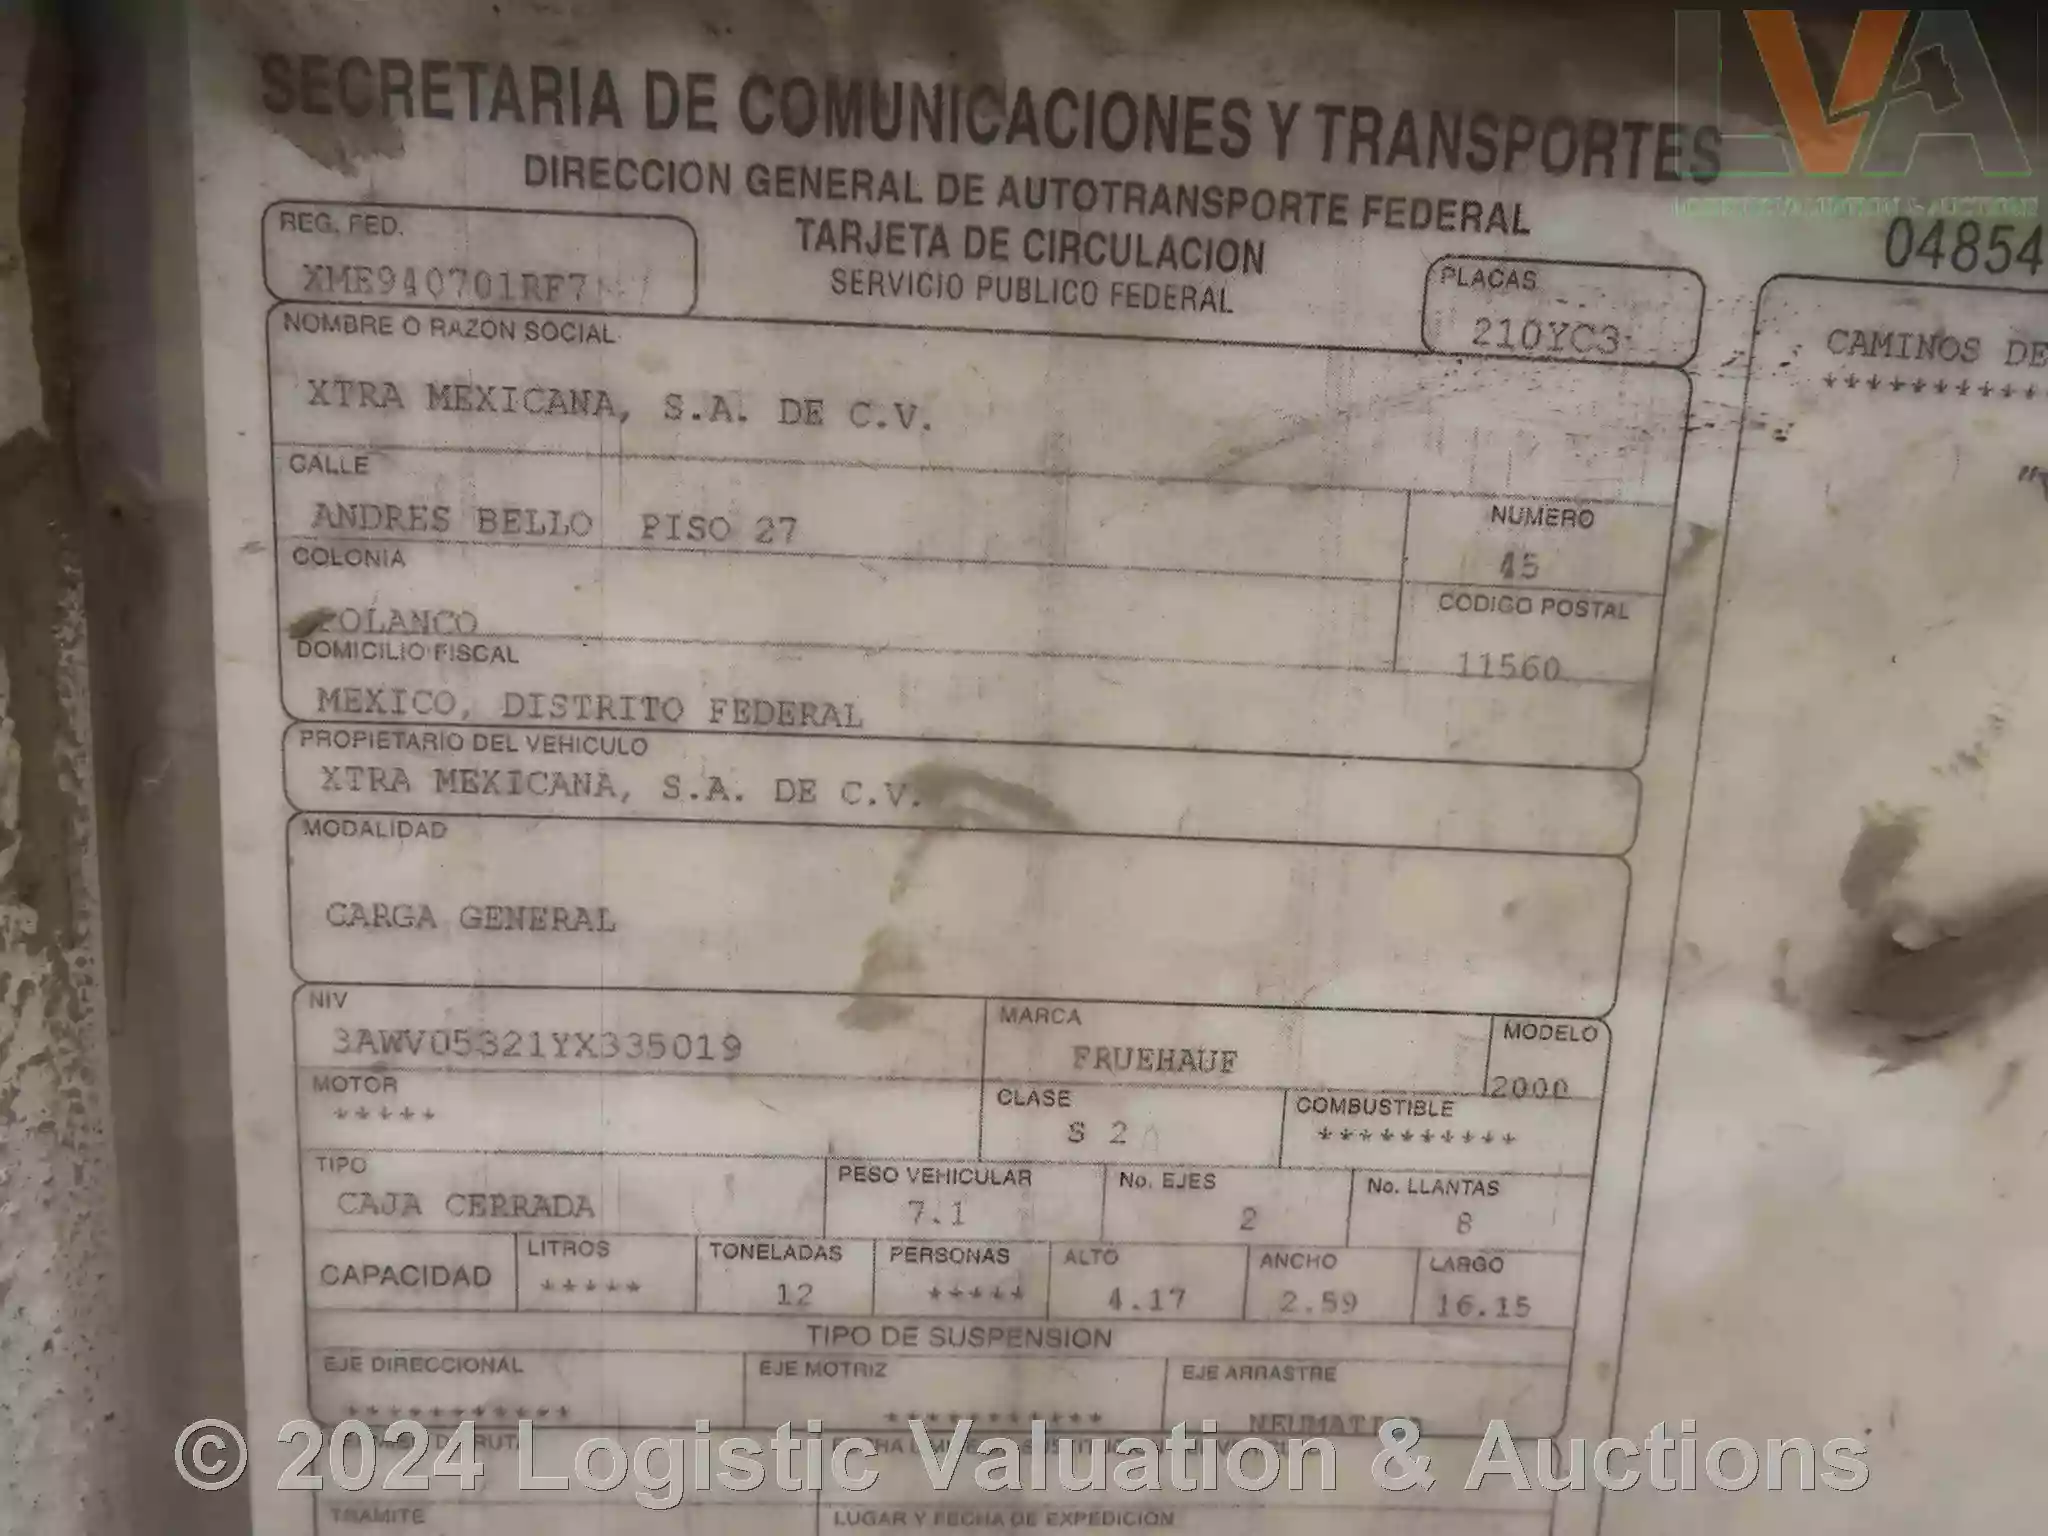 LVA
SECRETARIA DE COMUNICACIONES Y TRANSPORTES
DIRECCION GENERAL DE AUTOTRANSPORTE FEDERAL
TARJETA DE CIRCULACION
SERVICIO PUBLICO FEDERAL
04854
REG. FED.
XME940701RF7
PLACAS
210YC3
CAMINOS DE
***********
NOMBRE O RAZON SOCIAL
XTRA MEXICANA, S.A. DE C.V.
CALLE
ANDRES BELLO PISO 27
NUMERO
45
COLONIA
POLANCO
CODIGO POSTAL
11560
DOMICILIO FISCAL
MEXICO, DISTRITO FEDERAL
PROPIETARIO DEL VEHICULO
XTRA MEXICANA, S.A. DE C.V.
MODALIDAD
CARGA GENERAL
NIV
3AWV05321YX335019
MARCA
FRUEHAUF
MODELO
2000
MOTOR
*****
CLASE
S 2
COMBUSTIBLE
**********
TIPO
CAJA CERRADA
PESO VEHICULAR
7.1
No. EJES
2
No. LLANTAS
8
CAPACIDAD
LITROS
*****
TONELADAS
12
PERSONAS
*****
ALTO
4.17
ANCHO
2.59
LARGO
16.15
TIPO DE SUSPENSION
EJE DIRECCIONAL
***********
EJE MOTRIZ
***********
EJE ARRASTRE
NEUMATICA
© 2024 Logistic Valuation & Auctions
TRAMITE
LUGAR Y FECHA DE EXPEDICION